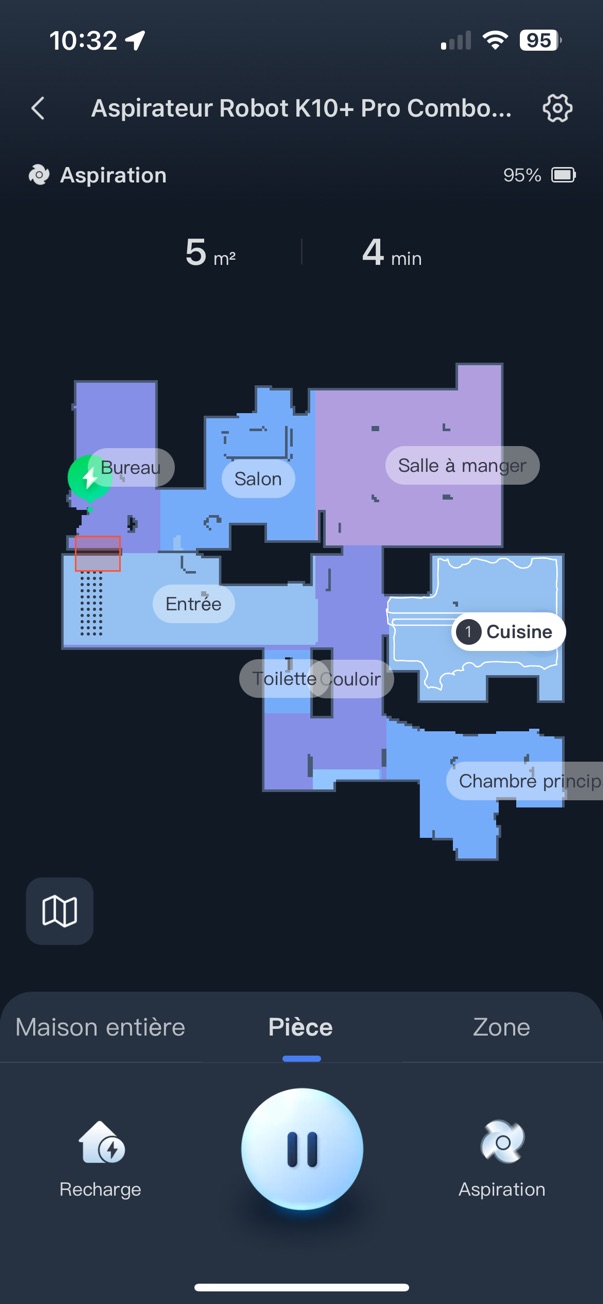 10:32
95
Aspirateur Robot K10+ Pro Combo...
Aspiration
95%
5 m²
4 min
Bureau
Salon
Salle à manger
Entrée
1 Cuisine
Toilette
Couloir
Chambre princip
Maison entière
Pièce
Zone
Recharge
Aspiration